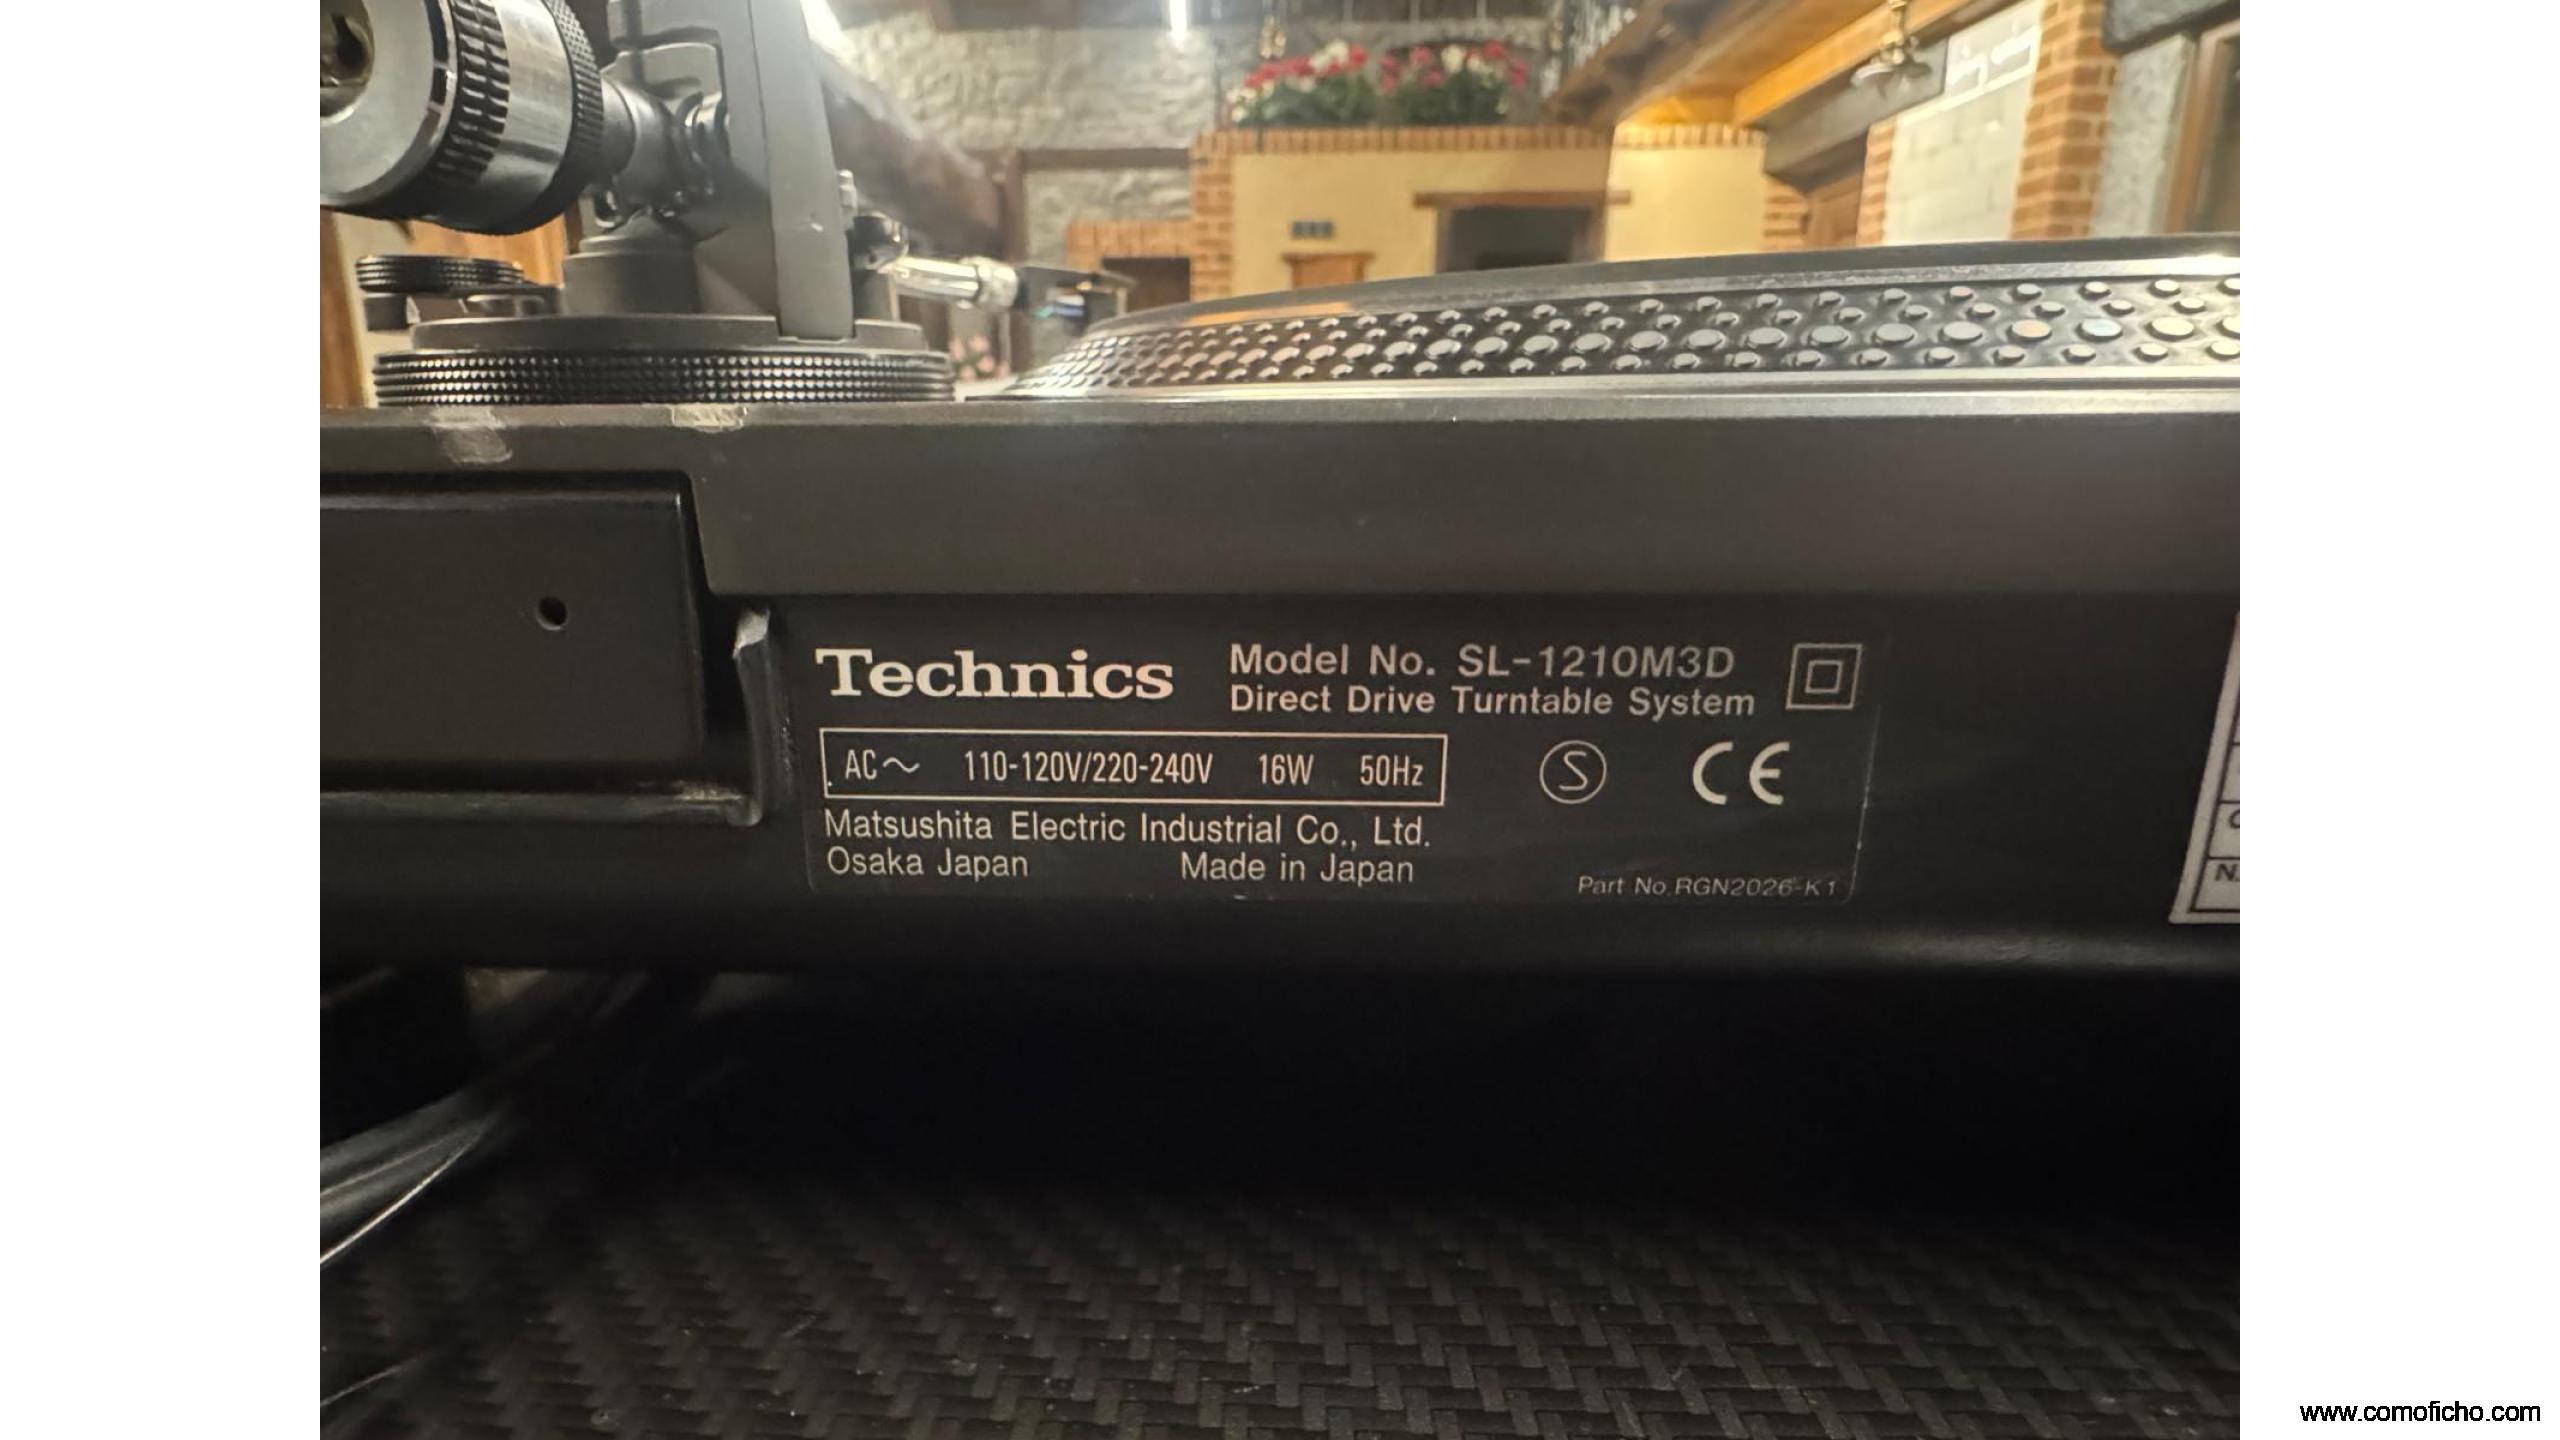 Technics
Model No. SL-1210M3D
Direct Drive Turntable System
AC～ 110-120V/220-240V 16W 50Hz
S
CE
Matsushita Electric Industrial Co., Ltd.
Osaka Japan Made in Japan
Part No.RGN2026-K1
www.comoficho.com